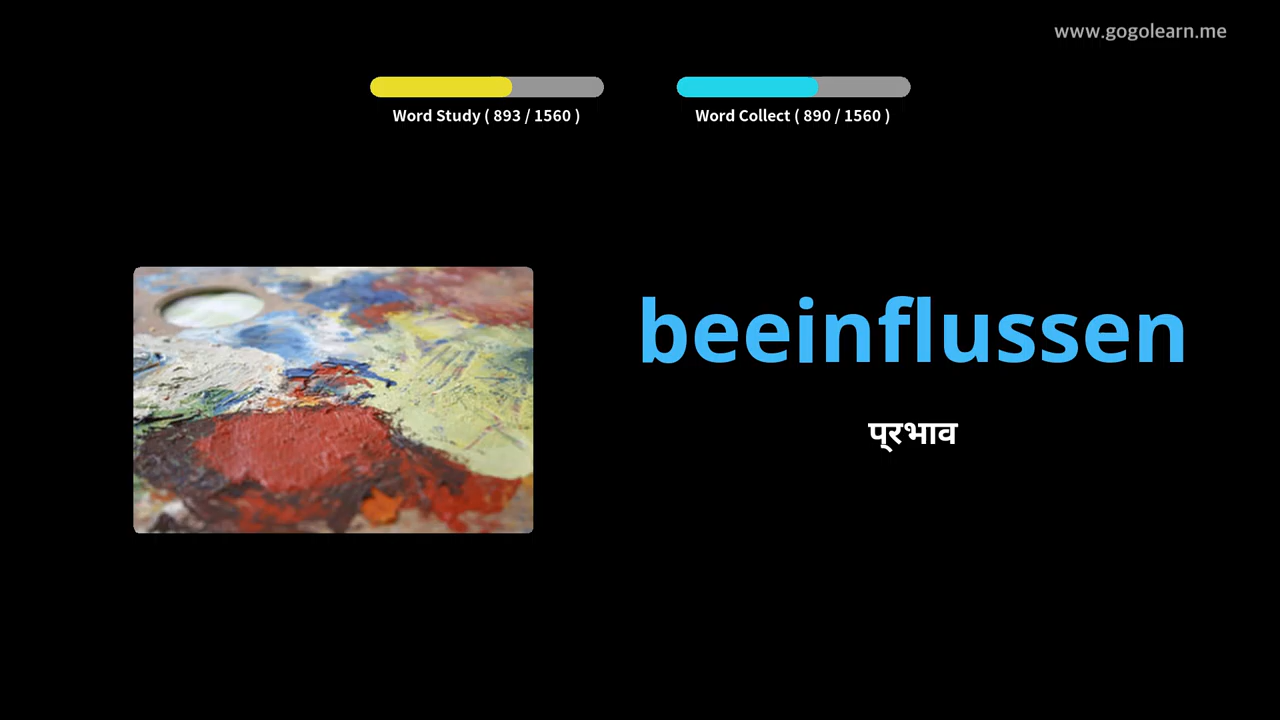 www.gogolearn.me
Word Study ( 893 / 1560 )
Word Collect ( 890 / 1560 )
beeinflussen
प्रभाव